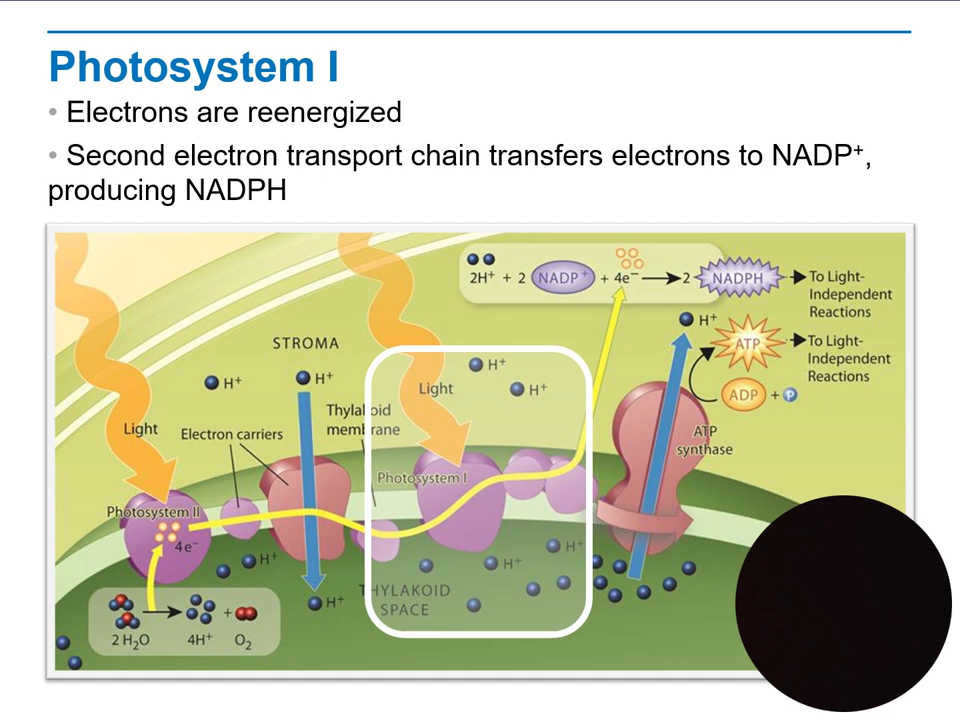 Photosystem I
• Electrons are reenergized
• Second electron transport chain transfers electrons to NADP⁺,
producing NADPH
2H⁺ + 2 NADP⁺ + 4e⁻ → 2 NADPH
To Light-
Independent
Reactions
H⁺
ATP
To Light-
Independent
Reactions
ADP + P
STROMA
H⁺
H⁺
H⁺
H⁺
Light
Light
Thylakoid
membrane
Electron carriers
ATP
synthase
Photosystem I
Photosystem II
4e⁻
H⁺
H⁺
H⁺
H⁺
THYLAKOID
SPACE
2 H₂O → 4H⁺ + O₂